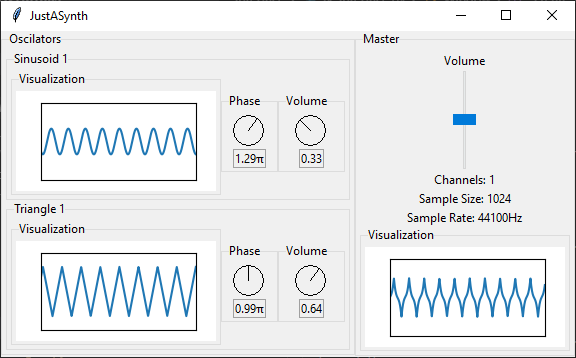 JustASynth
Oscilators
Sinusoid 1
Visualization
Phase
Volume
1.29π
0.33
Triangle 1
Visualization
Phase
Volume
0.99π
0.64
Master
Volume
Channels: 1
Sample Size: 1024
Sample Rate: 44100Hz
Visualization